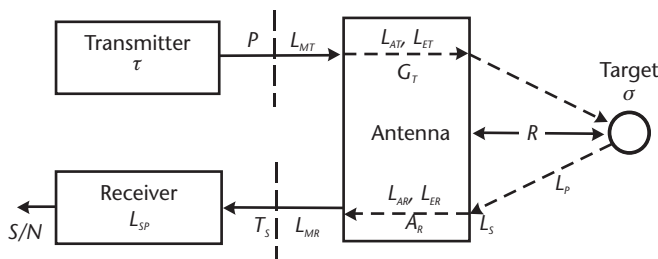 Transmitter
τ
P
L_MT
L_AT, L_ET
G_T
Target
σ
Antenna
R
Receiver
L_SP
S/N
T_S
L_MR
L_AR, L_ER
A_R
L_S
L_P